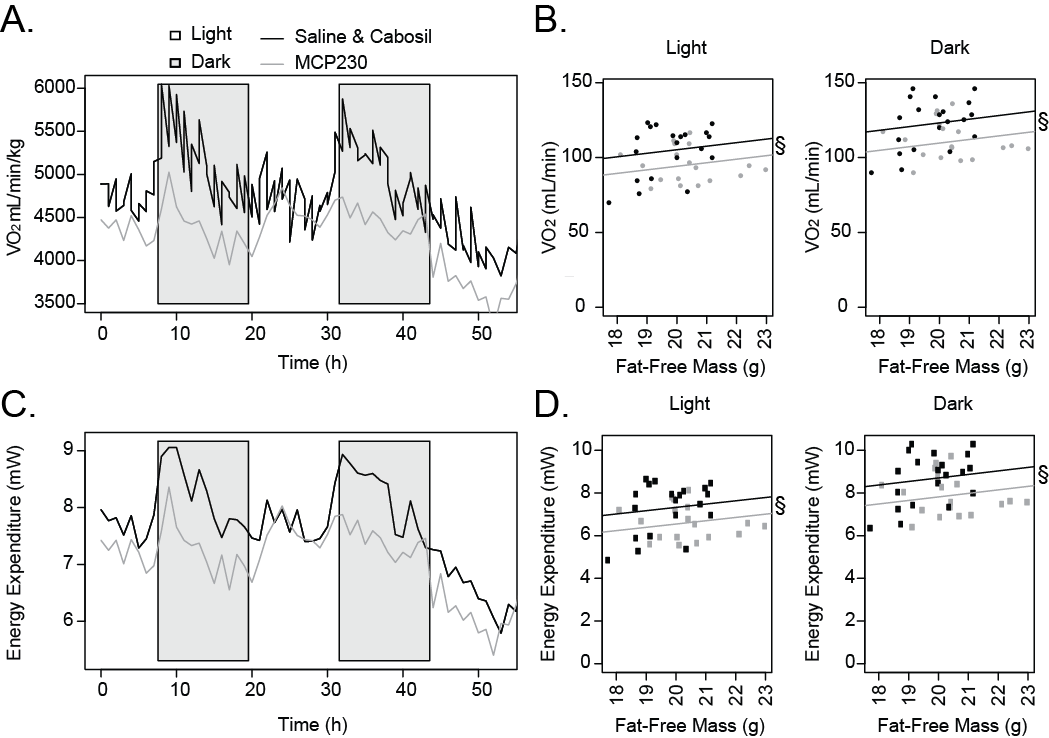 A.
Light
Dark
Saline & Cabosil
MCP230
VO2mL/min/kg
6000
5500
5000
4500
4000
3500
0 10 20 30 40 50
Time (h)
B.
Light
VO2 (mL/min)
150
100
50
0
§
18 19 20 21 22 23
Fat-Free Mass (g)
Dark
VO2 (mL/min)
150
100
50
0
§
18 19 20 21 22 23
Fat-Free Mass (g)
C.
Energy Expenditure (mW)
9
8
7
6
0 10 20 30 40 50
Time (h)
D.
Light
Energy Expenditure (mW)
10
8
6
4
2
0
§
18 19 20 21 22 23
Fat-Free Mass (g)
Dark
Energy Expenditure (mW)
10
8
6
4
2
0
§
18 19 20 21 22 23
Fat-Free Mass (g)